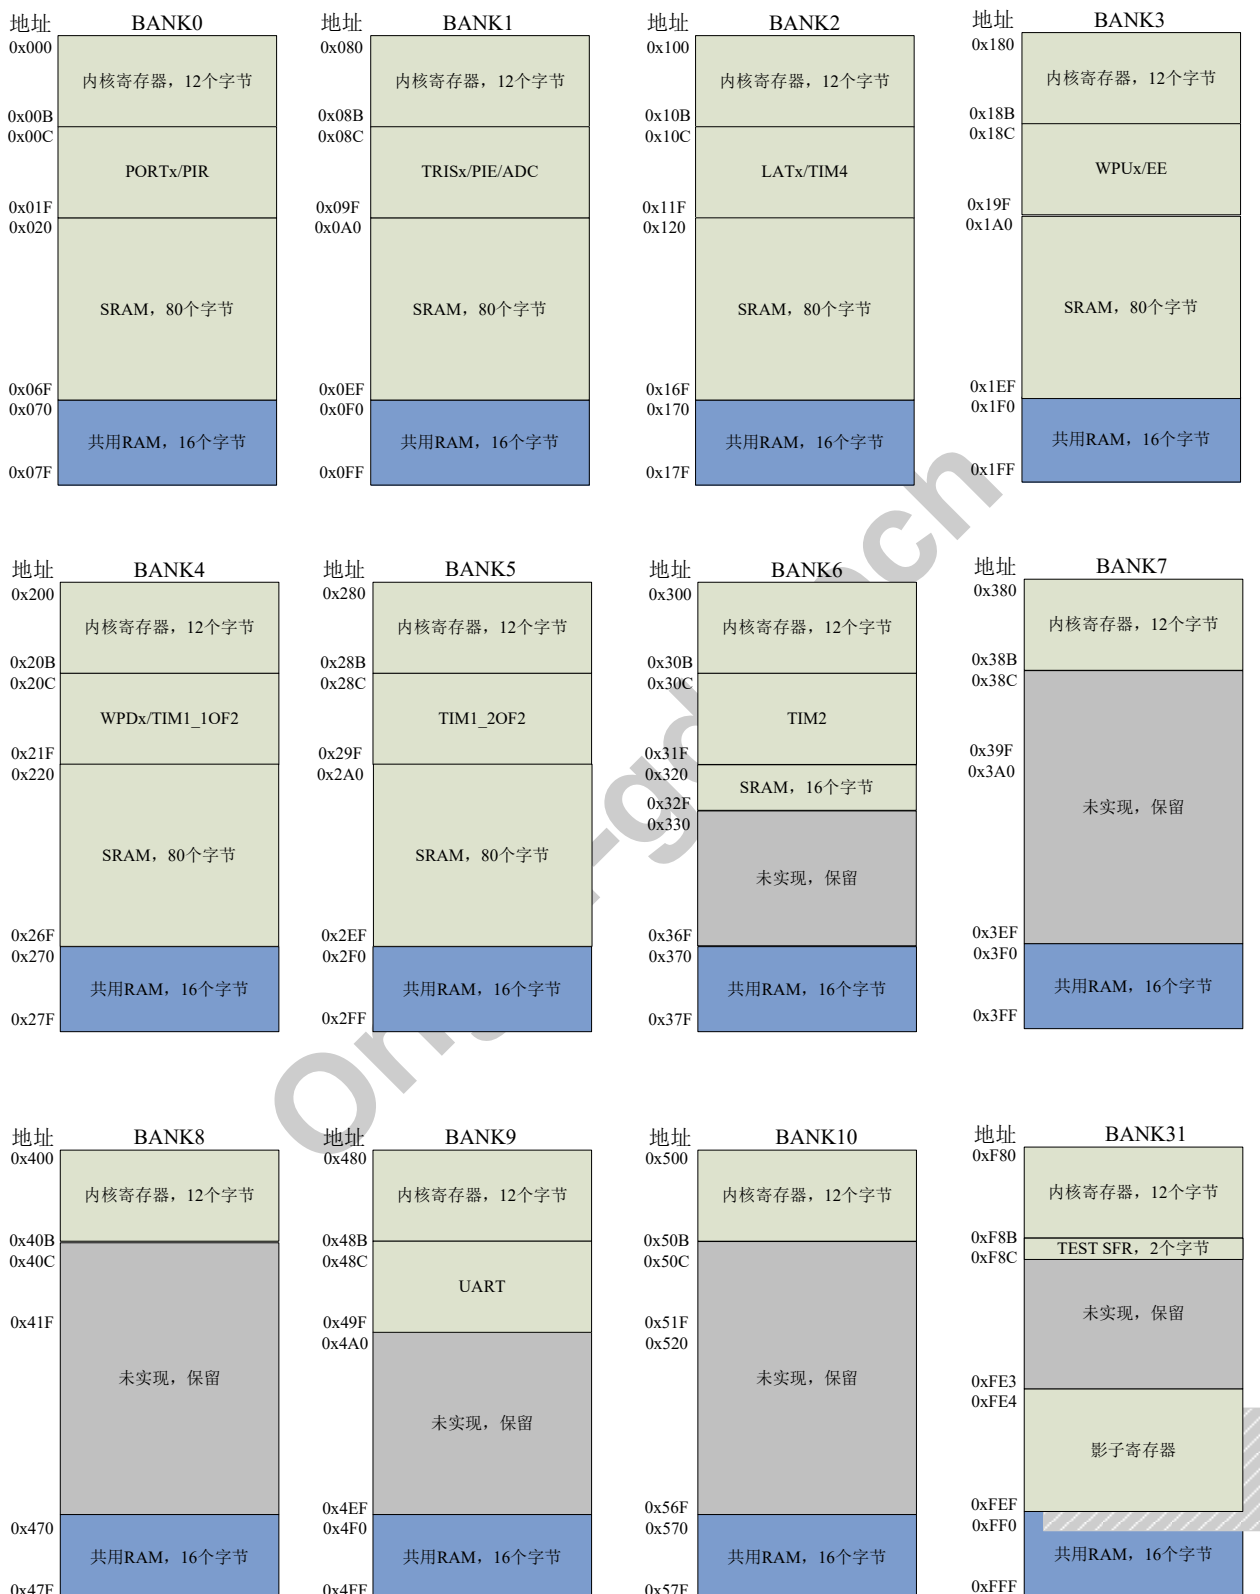 地址 BANK0
0x000
内核寄存器，12个字节
0x00B
0x00C
PORTx/PIR
0x01F
0x020
SRAM，80个字节
0x06F
0x070
共用RAM，16个字节
0x07F
地址 BANK1
0x080
内核寄存器，12个字节
0x08B
0x08C
TRISx/PIE/ADC
0x09F
0x0A0
SRAM，80个字节
0x0EF
0x0F0
共用RAM，16个字节
0x0FF
地址 BANK2
0x100
内核寄存器，12个字节
0x10B
0x10C
LATx/TIM4
0x11F
0x120
SRAM，80个字节
0x16F
0x170
共用RAM，16个字节
0x17F
地址 BANK3
0x180
内核寄存器，12个字节
0x18B
0x18C
WPUx/EE
0x19F
0x1A0
SRAM，80个字节
0x1EF
0x1F0
共用RAM，16个字节
0x1FF
地址 BANK4
0x200
内核寄存器，12个字节
0x20B
0x20C
WPDx/TIM1_1OF2
0x21F
0x220
SRAM，80个字节
0x26F
0x270
共用RAM，16个字节
0x27F
地址 BANK5
0x280
内核寄存器，12个字节
0x28B
0x28C
TIM1_2OF2
0x29F
0x2A0
SRAM，80个字节
0x2EF
0x2F0
共用RAM，16个字节
0x2FF
地址 BANK6
0x300
内核寄存器，12个字节
0x30B
0x30C
TIM2
0x31F
0x320
SRAM，16个字节
0x32F
0x330
未实现，保留
0x36F
0x370
共用RAM，16个字节
0x37F
地址 BANK7
0x380
内核寄存器，12个字节
0x38B
0x38C
0x39F
0x3A0
未实现，保留
0x3EF
0x3F0
共用RAM，16个字节
0x3FF
地址 BANK8
0x400
内核寄存器，12个字节
0x40B
0x40C
0x41F
未实现，保留
0x470
共用RAM，16个字节
0x47F
地址 BANK9
0x480
内核寄存器，12个字节
0x48B
0x48C
UART
0x49F
0x4A0
未实现，保留
0x4EF
0x4F0
共用RAM，16个字节
0x4FF
地址 BANK10
0x500
内核寄存器，12个字节
0x50B
0x50C
0x51F
0x520
未实现，保留
0x56F
0x570
共用RAM，16个字节
0x57F
地址 BANK31
0xF80
内核寄存器，12个字节
0xF8B
TEST SFR，2个字节
0xF8C
未实现，保留
0xFE3
0xFE4
影子寄存器
0xFEF
0xFF0
共用RAM，16个字节
0xFFF